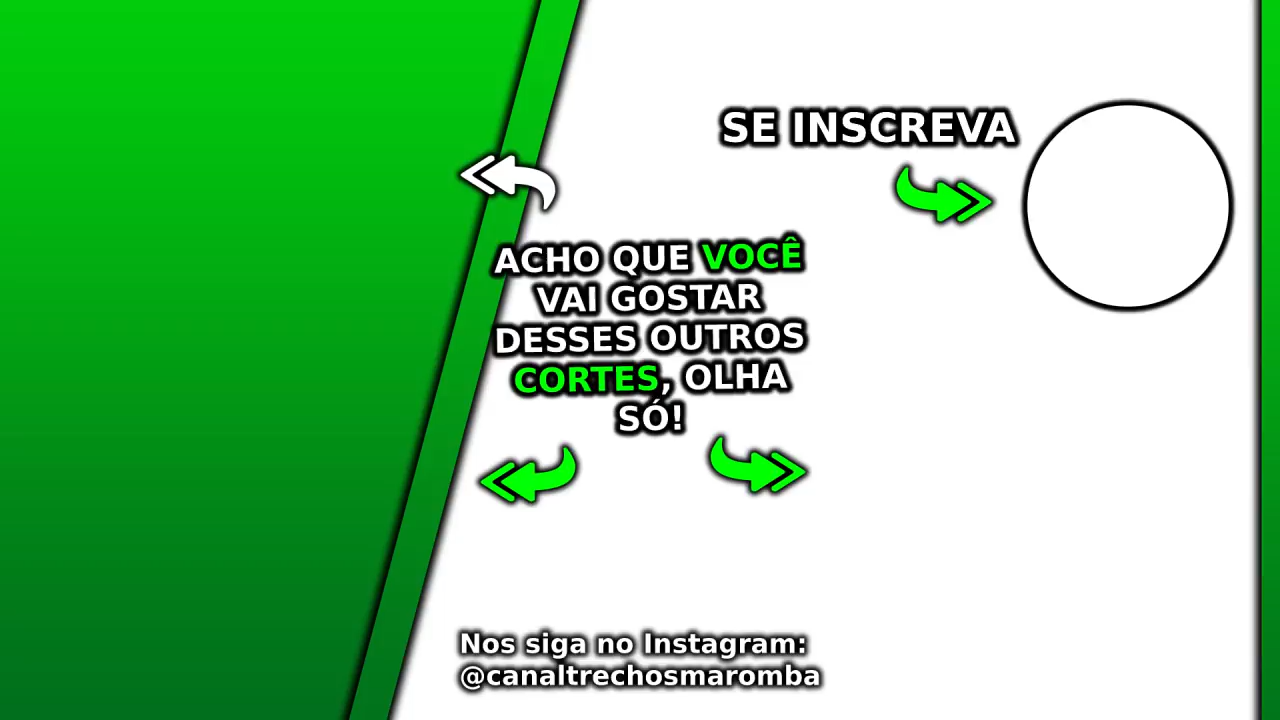 SE INSCREVA
ACHO QUE VOCÊ
VAI GOSTAR
DESSES OUTROS
CORTES, OLHA
SÓ!
Nos siga no Instagram:
@canaltrechosmaromba